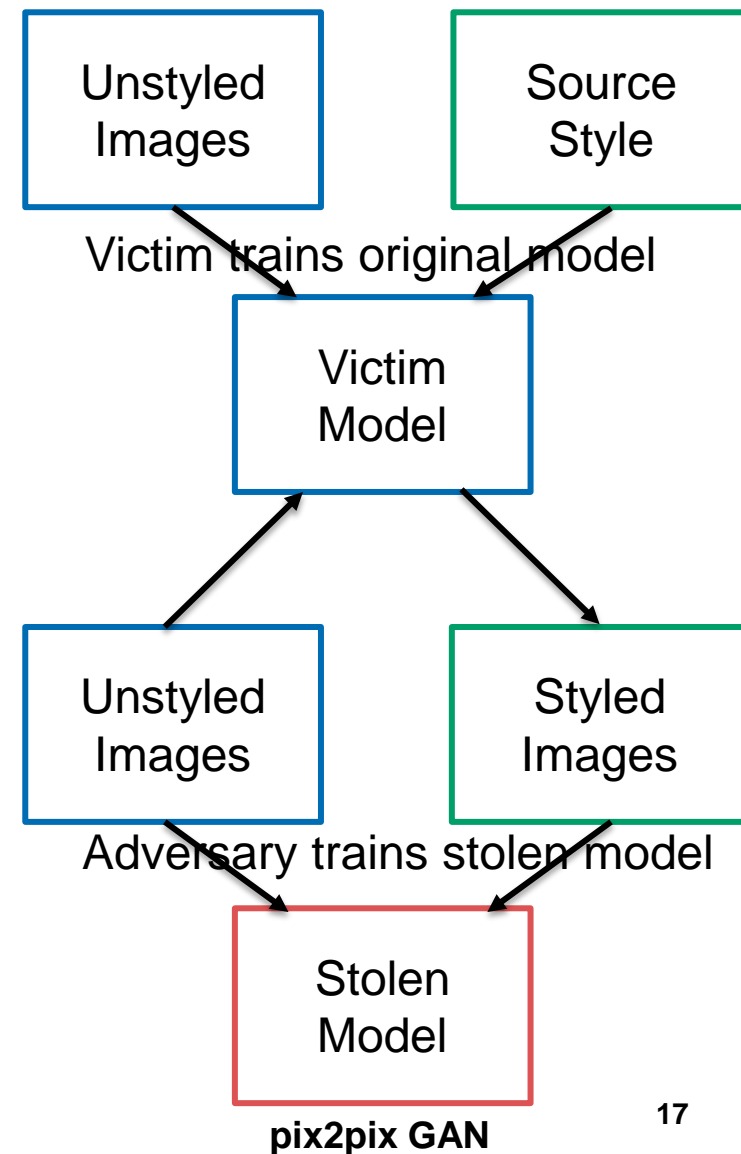 Unstyled
Images
Source
Style
Victim trains original model
Victim
Model
Unstyled
Images
Styled
Images
Adversary trains stolen model
Stolen
Model
pix2pix GAN
17